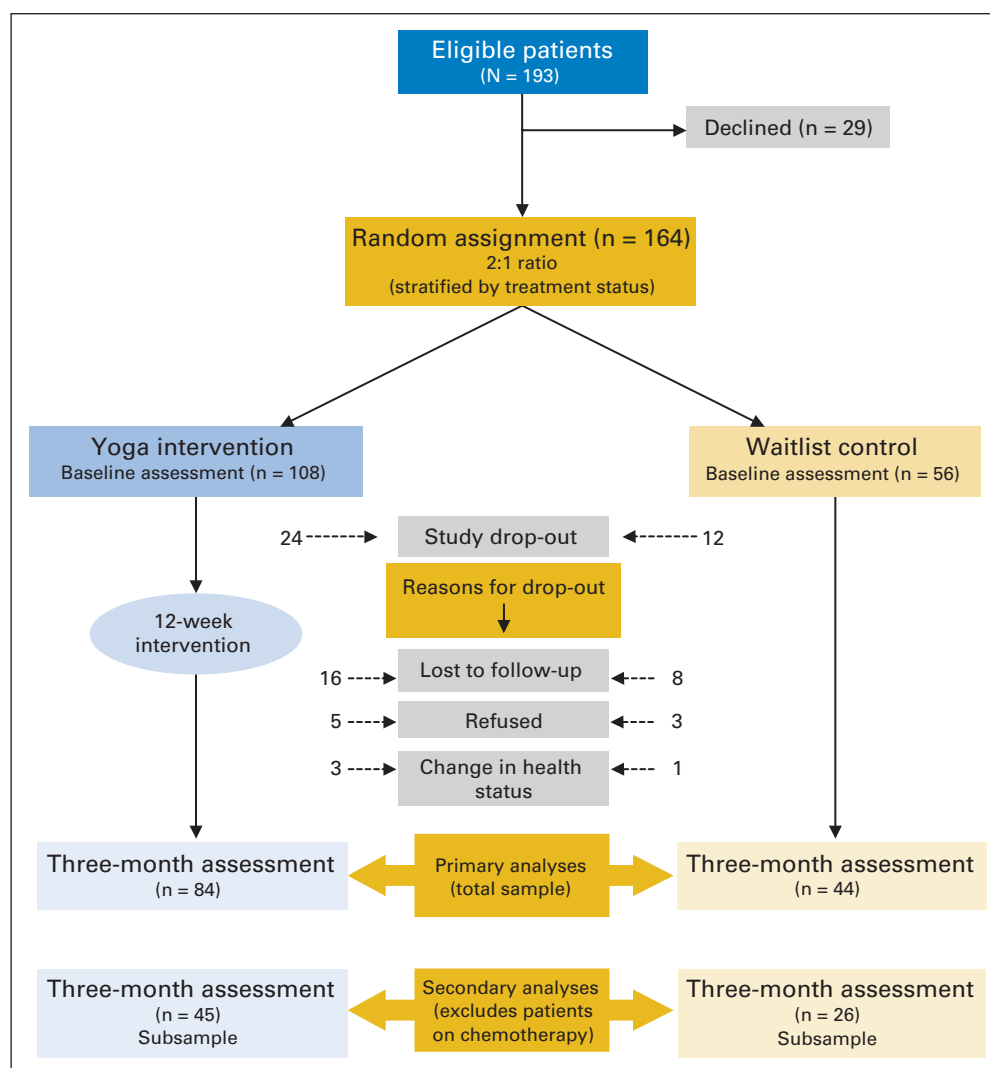 Eligible patients
(N = 193)
Declined (n = 29)
Random assignment (n = 164)
2:1 ratio
(stratified by treatment status)
Yoga intervention
Baseline assessment (n = 108)
Waitlist control
Baseline assessment (n = 56)
24
Study drop-out
12
Reasons for drop-out
12-week
intervention
16
Lost to follow-up
8
5
Refused
3
3
Change in health
status
1
Three-month assessment
(n = 84)
Primary analyses
(total sample)
Three-month assessment
(n = 44)
Three-month assessment
(n = 45)
Subsample
Secondary analyses
(excludes patients
on chemotherapy)
Three-month assessment
(n = 26)
Subsample